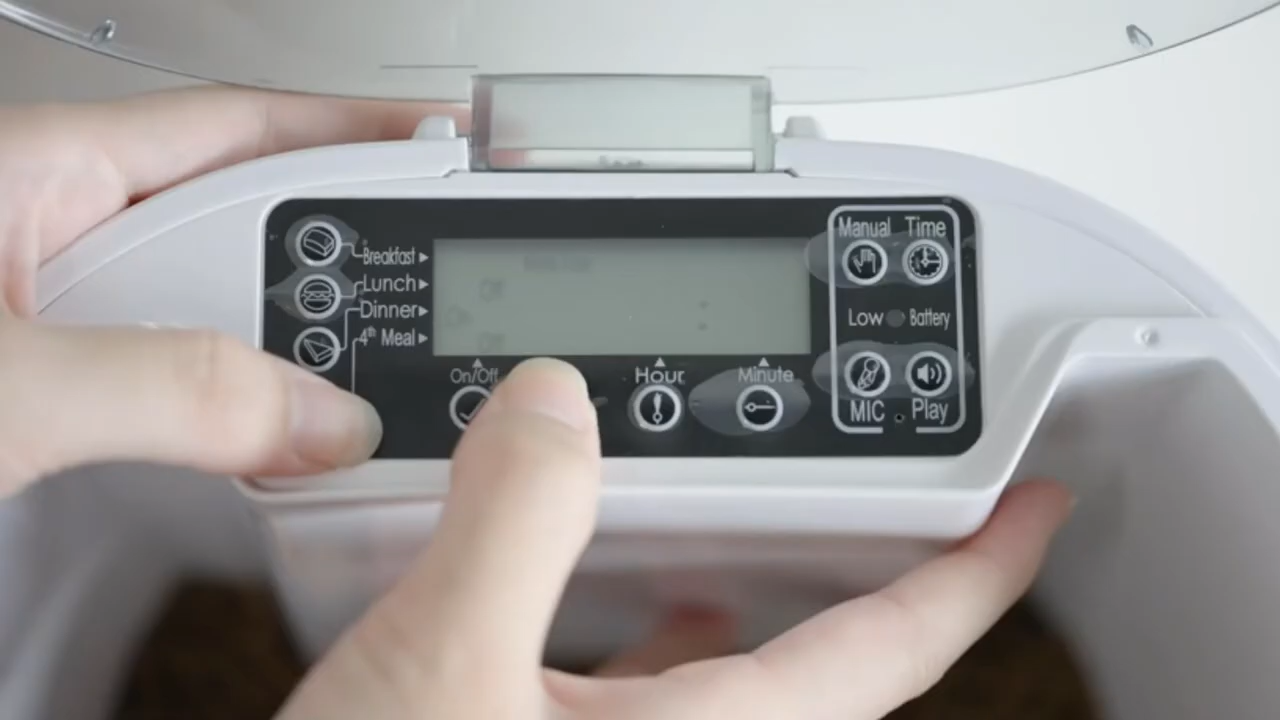 Breakfast
Lunch
Dinner
4th Meal
On/Off
Hour
Minute
Manual Time
Low Battery
MIC Play